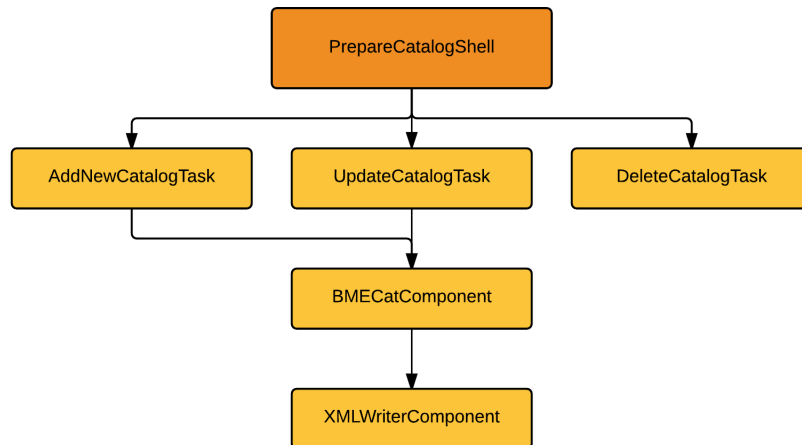 PrepareCatalogShell
AddNewCatalogTask
UpdateCatalogTask
DeleteCatalogTask
BMECatComponent
XMLWriterComponent